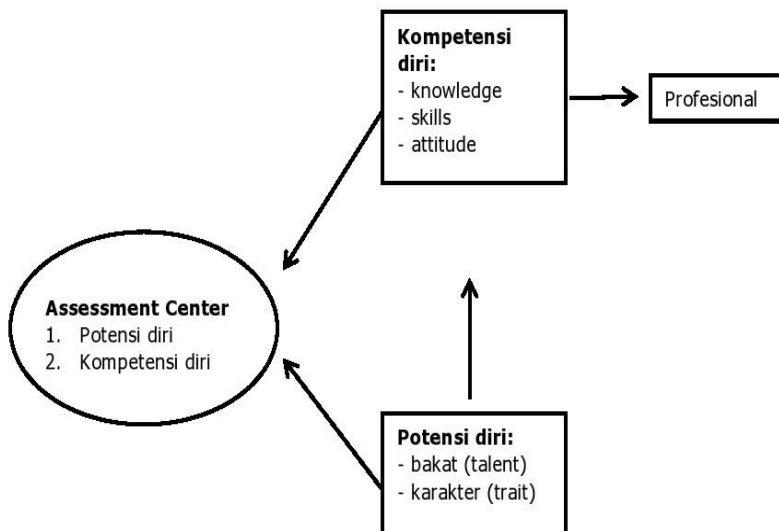 Kompetensi
diri:
- knowledge
- skills
- attitude
Profesional
Assessment Center
1. Potensi diri
2. Kompetensi diri
Potensi diri:
- bakat (talent)
- karakter (trait)